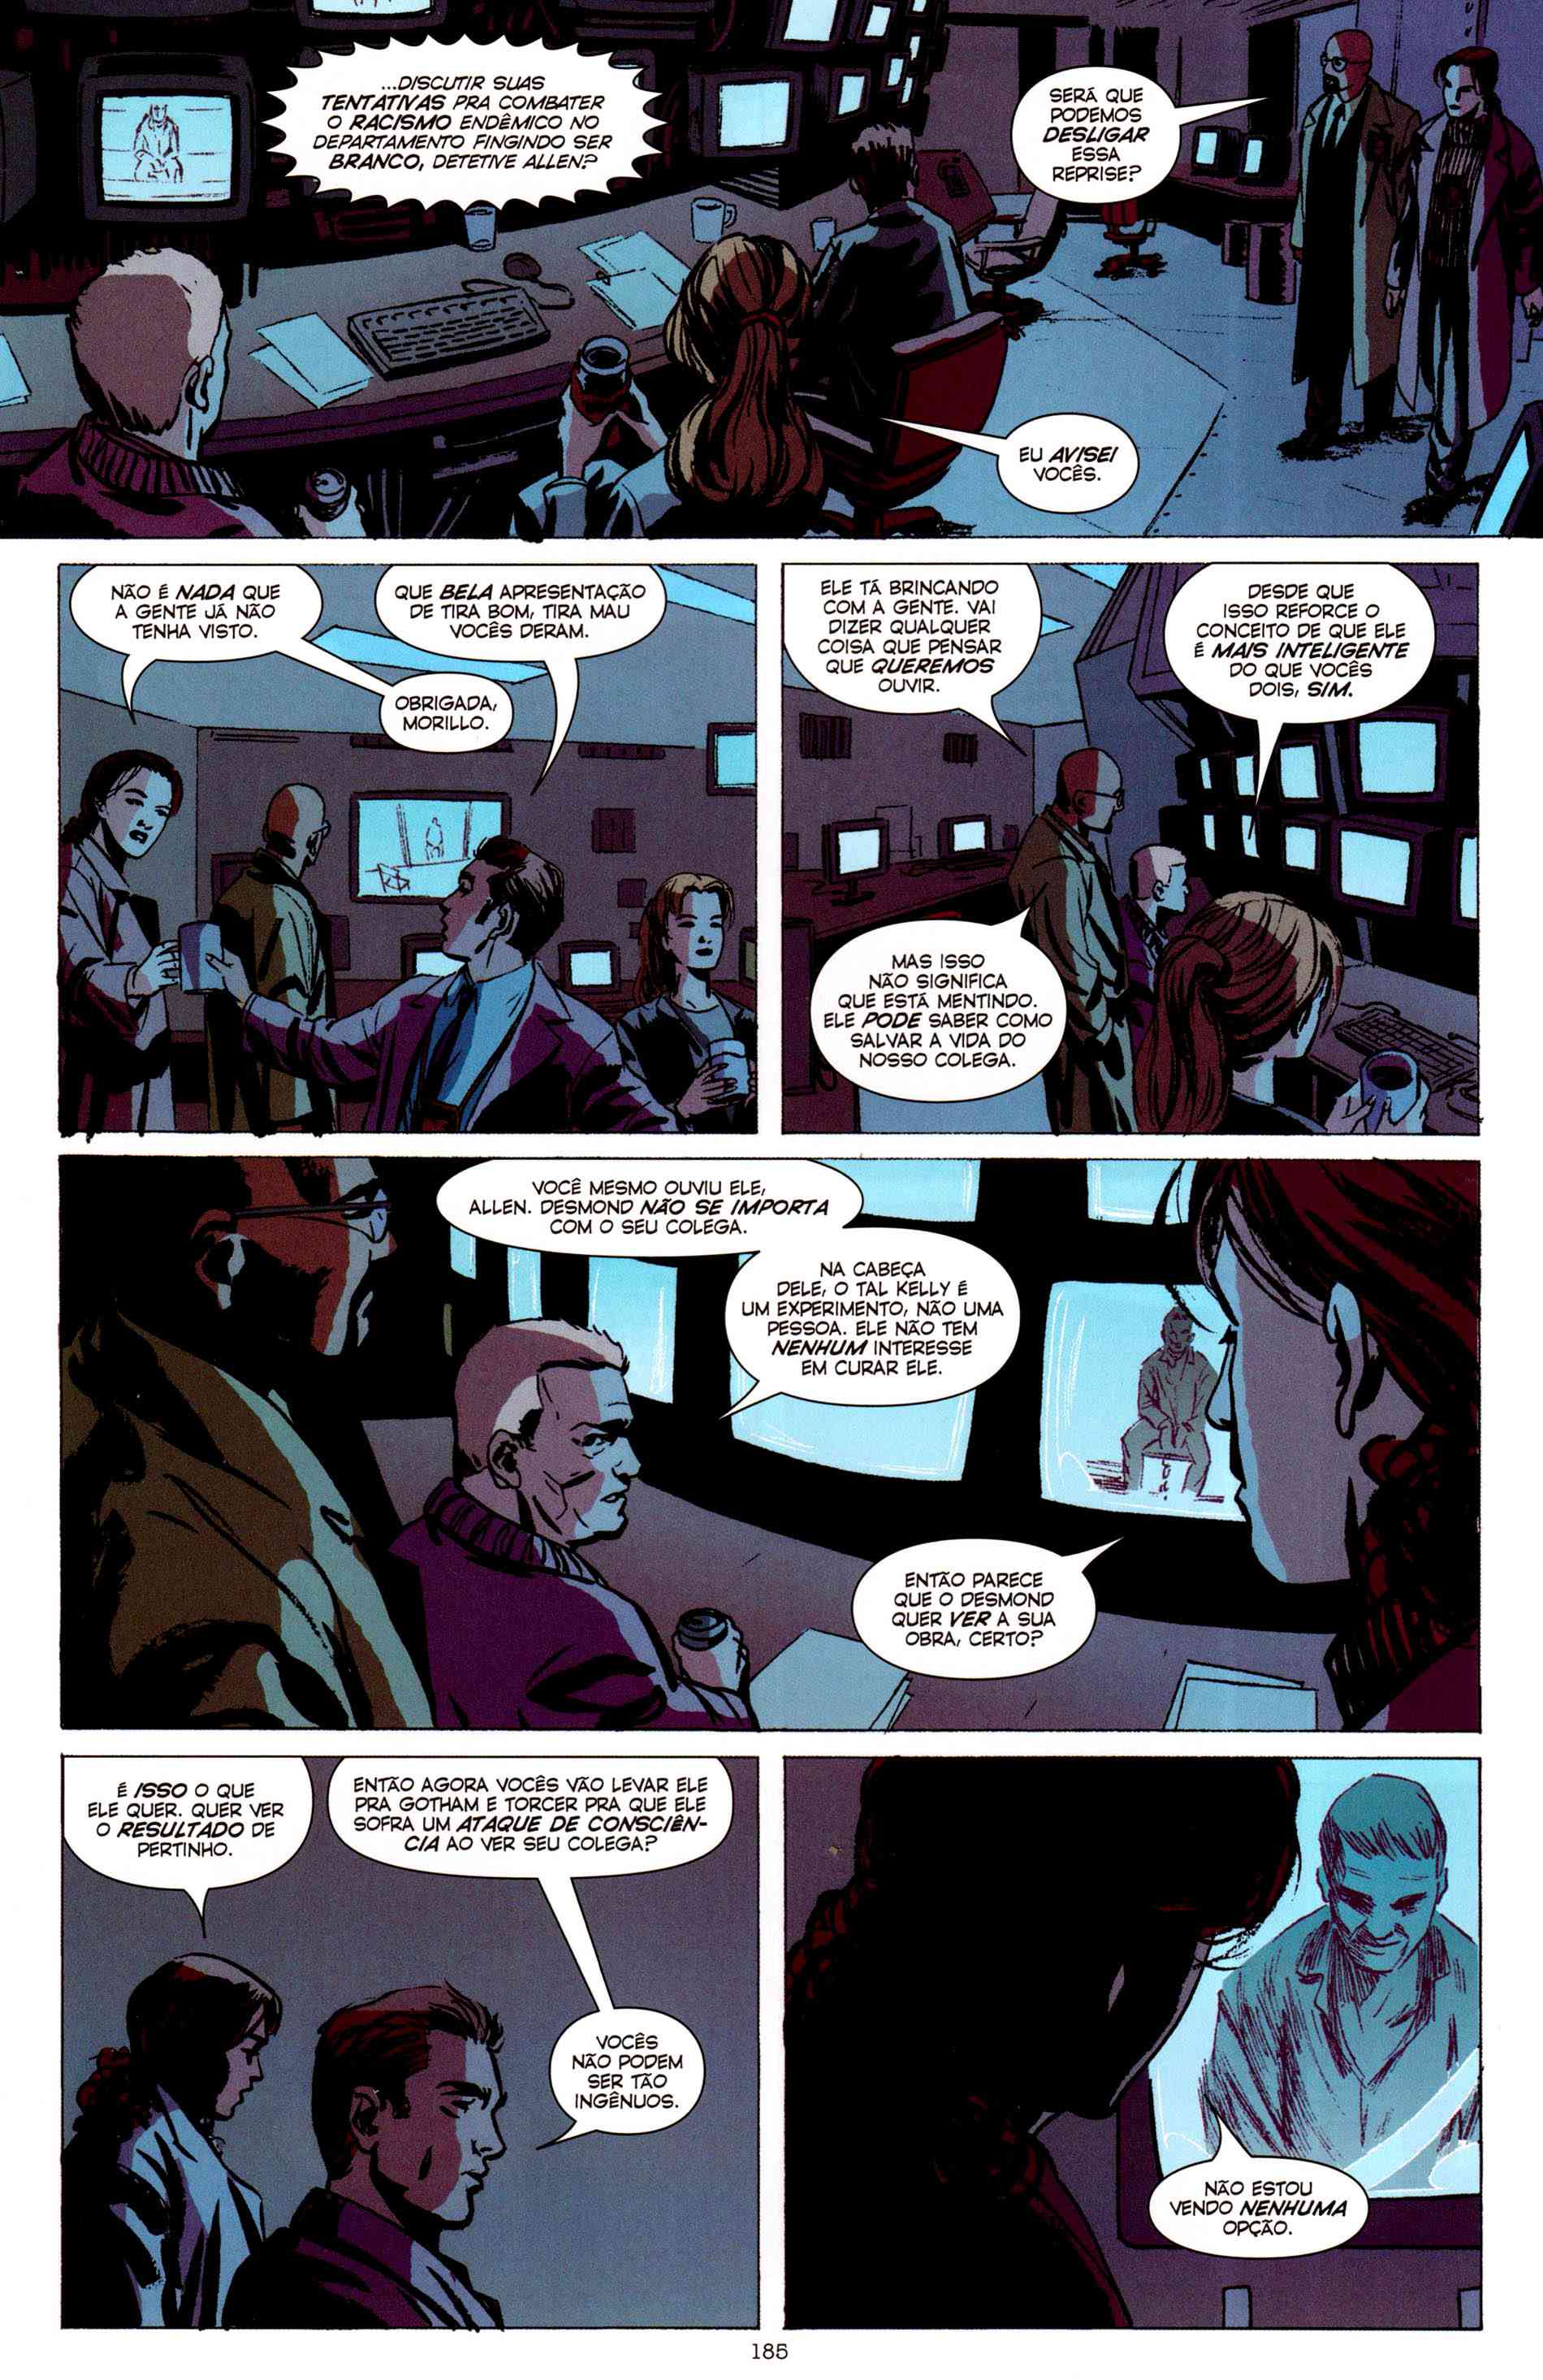 ...DISCUTIR SUAS
TENTATIVAS PRA COMBATER
O RACISMO ENDÊMICO NO
DEPARTAMENTO FINGINDO SER
BRANCO, DETETIVE ALLEN?
SERÁ QUE
PODEMOS
DESLIGAR
ESSA
REPRISE?
EU AVISEI
VOCÊS.
NÃO É NADA QUE
A GENTE JÁ NÃO
TENHA VISTO.
QUE BELA APRESENTAÇÃO
DE TIRA BOM, TIRA MAU
VOCÊS DERAM.
OBRIGADA,
MORILLO.
ELE TÁ BRINCANDO
COM A GENTE. VAI
DIZER QUALQUER
COISA QUE PENSAR
QUE QUEREMOS
OUVIR.
DESDE QUE
ISSO REFORCE O
CONCEITO DE QUE ELE
É MAIS INTELIGENTE
DO QUE VOCÊS
DOIS, SIM.
MAS ISSO
NÃO SIGNIFICA
QUE ESTÁ MENTINDO.
ELE PODE SABER COMO
SALVAR A VIDA DO
NOSSO COLEGA.
VOCÊ MESMO OUVIU ELE,
ALLEN. DESMOND NÃO SE IMPORTA
COM O SEU COLEGA.
NA CABEÇA
DELE, O TAL KELLY É
UM EXPERIMENTO, NÃO UMA
PESSOA. ELE NÃO TEM
NENHUM INTERESSE
EM CURAR ELE.
ENTÃO PARECE
QUE O DESMOND
QUER VER A SUA
OBRA, CERTO?
É ISSO O QUE
ELE QUER. QUER VER
O RESULTADO DE
PERTINHO.
ENTÃO AGORA VOCÊS VÃO LEVAR ELE
PRA GOTHAM E TORCER PRA QUE ELE
SOFRA UM ATAQUE DE CONSCIÊN-
CIA AO VER SEU COLEGA?
VOCÊS
NÃO PODEM
SER TÃO
INGÊNUOS.
NÃO ESTOU
VENDO NENHUMA
OPÇÃO.
185